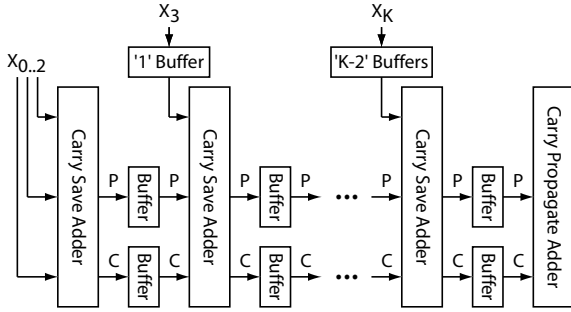 X3
XK
X0..2
'1' Buffer
'K-2' Buffers
Carry Save Adder
P
Buffer
P
C
Buffer
C
Carry Save Adder
P
Buffer
P
C
Buffer
C
...
P
...
C
Carry Save Adder
P
Buffer
P
C
Buffer
C
Carry Propagate Adder